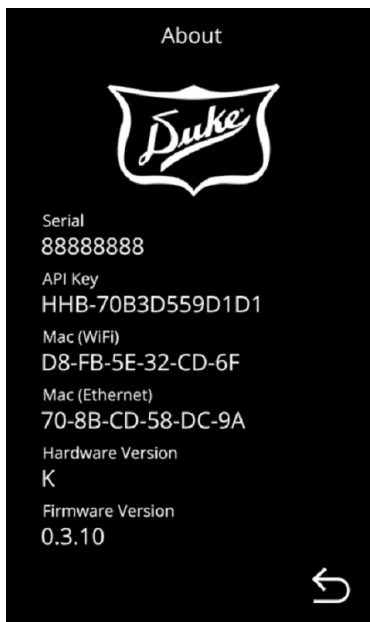 About
Duke
Serial
88888888
API Key
HHB-70B3D559D1D1
Mac (WiFi)
D8-FB-5E-32-CD-6F
Mac (Ethernet)
70-8B-CD-58-DC-9A
Hardware Version
K
Firmware Version
0.3.10